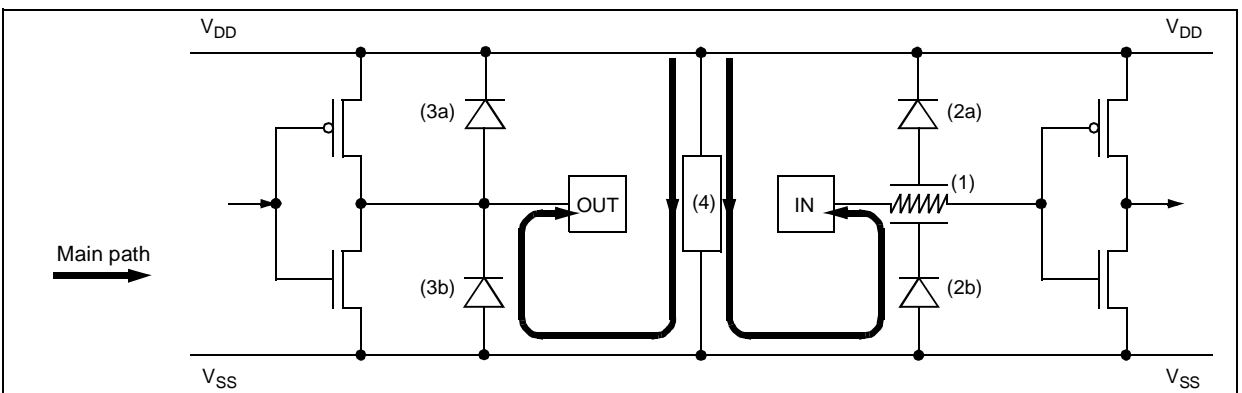 VDD
VDD
(3a)
(2a)
(1)
OUT
(4)
IN
Main path
(3b)
(2b)
VSS
VSS